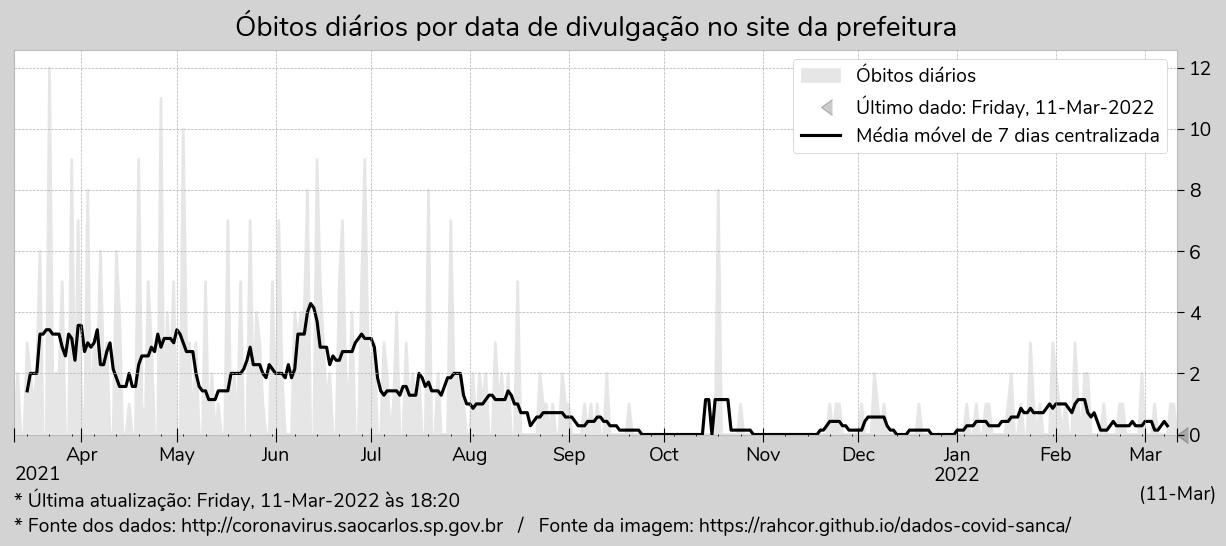 Óbitos diários por data de divulgação no site da prefeitura
Óbitos diários
Último dado: Friday, 11-Mar-2022
Média móvel de 7 dias centralizada
12
10
8
6
4
2
0
Apr May Jun Jul Aug Sep Oct Nov Dec Jan Feb Mar
2021 2022
(11-Mar)
* Última atualização: Friday, 11-Mar-2022 às 18:20
* Fonte dos dados: http://coronavirus.saocarlos.sp.gov.br / Fonte da imagem: https://rahcor.github.io/dados-covid-sanca/